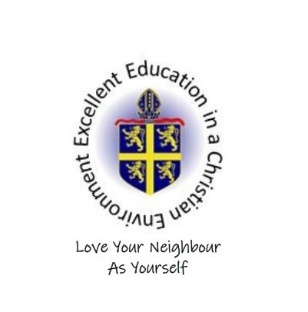 Excellent Education in a Christian Environment
Love Your Neighbour
As Yourself